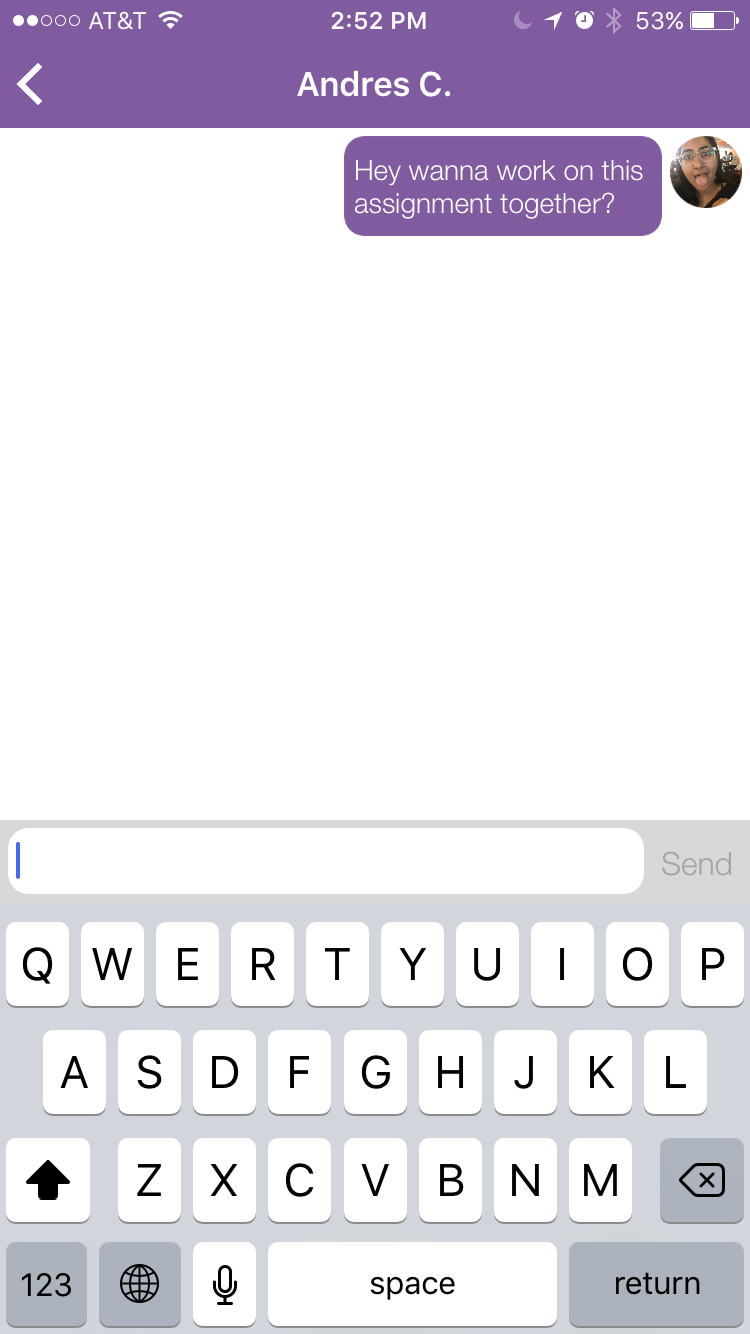 AT&T 2:52 PM 53%
Andres C.
Hey wanna work on this
assignment together?
Send
Q W E R T Y U I O P
A S D F G H J K L
Z X C V B N M
123 space return